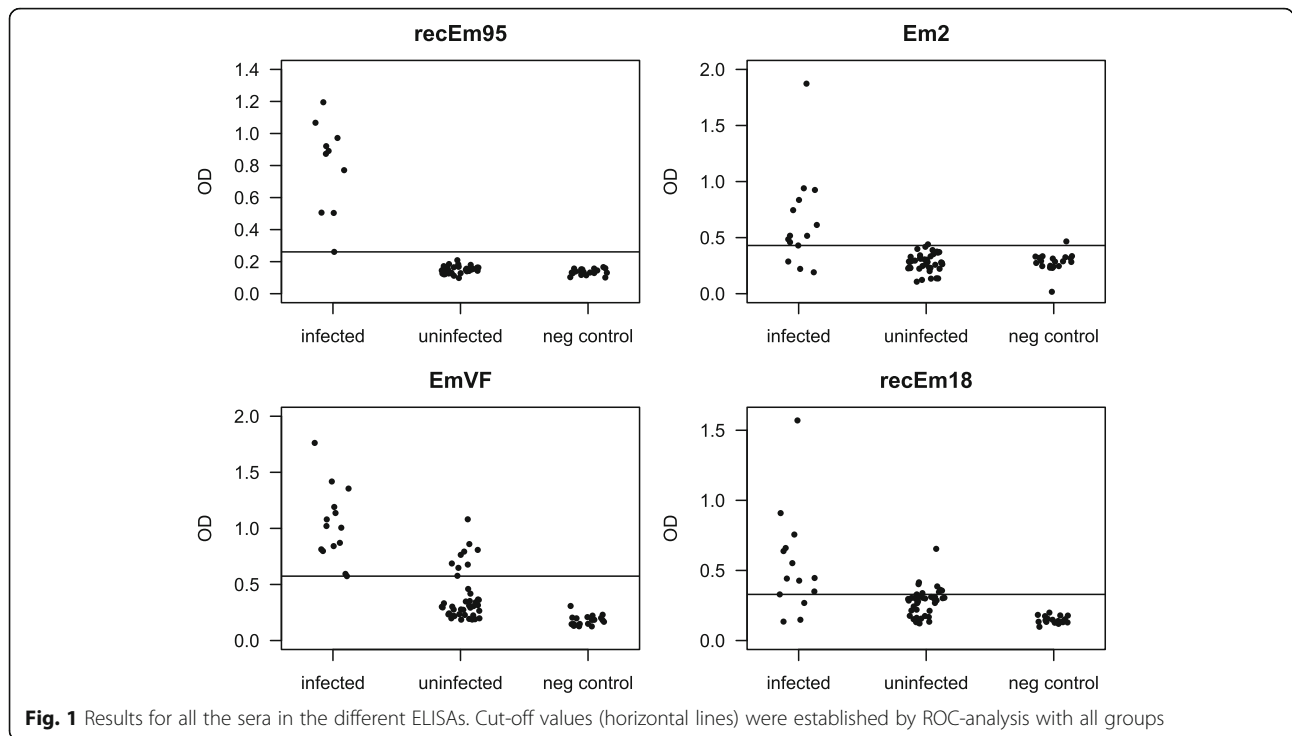 recEm95
Em2
1.4
1.2
1.0
0.8
0.6
0.4
0.2
0.0
OD
infected
uninfected
neg control
2.0
1.5
1.0
0.5
0.0
OD
infected
uninfected
neg control
EmVF
recEm18
2.0
1.5
1.0
0.5
0.0
OD
infected
uninfected
neg control
1.5
1.0
0.5
0.0
OD
infected
uninfected
neg control
Fig. 1 Results for all the sera in the different ELISAs. Cut-off values (horizontal lines) were established by ROC-analysis with all groups